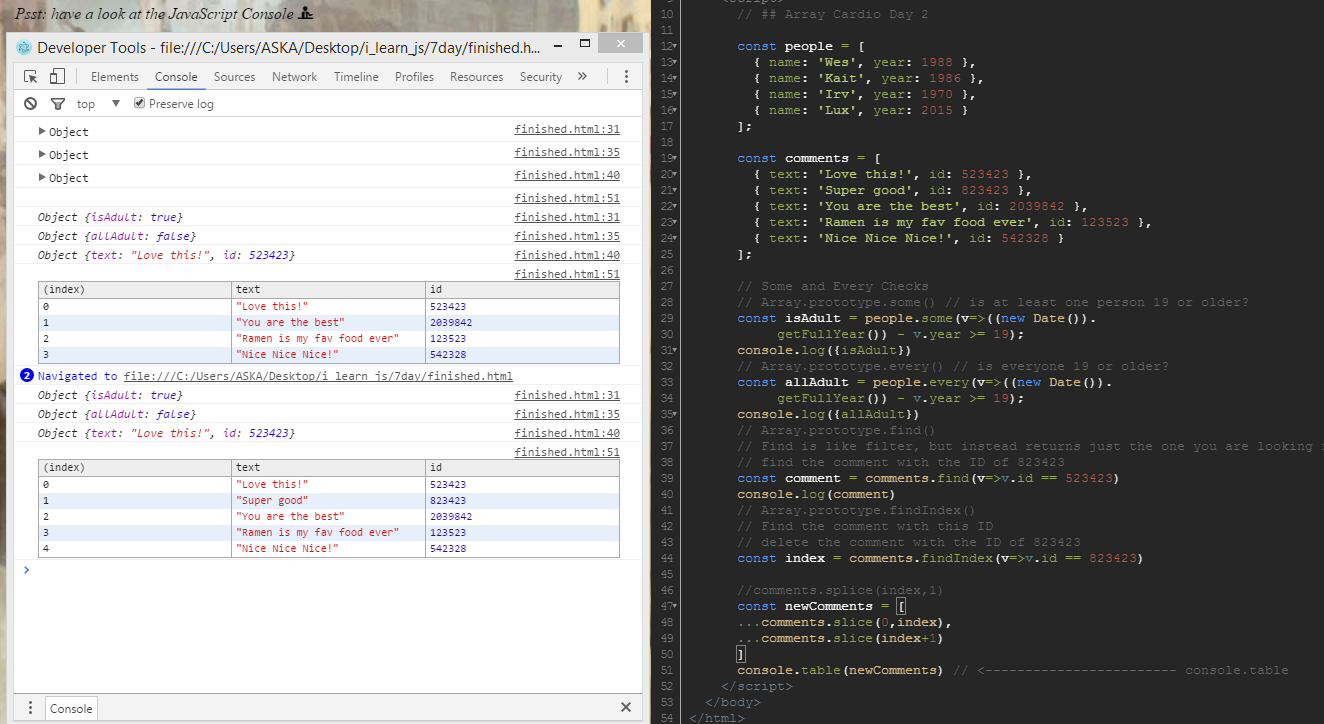 Psst: have a look at the JavaScript Console
Developer Tools - file:///C:/Users/ASKA/Desktop/i_learn_js/7day/finished.h...
Elements Console Sources Network Timeline Profiles Resources Security »
top ▼ Preserve log
▶Object finished.html:31
▶Object finished.html:35
▶Object finished.html:40
finished.html:51
Object {isAdult: true} finished.html:31
Object {allAdult: false} finished.html:35
Object {text: "Love this!", id: 523423} finished.html:40
finished.html:51
(index) text id
0 "Love this!" 523423
1 "You are the best" 2039842
2 "Ramen is my fav food ever" 123523
3 "Nice Nice Nice!" 542328
2 Navigated to file:///C:/Users/ASKA/Desktop/i learn js/7day/finished.html
Object {isAdult: true} finished.html:31
Object {allAdult: false} finished.html:35
Object {text: "Love this!", id: 523423} finished.html:40
finished.html:51
(index) text id
0 "Love this!" 523423
1 "Super good" 823423
2 "You are the best" 2039842
3 "Ramen is my fav food ever" 123523
4 "Nice Nice Nice!" 542328
>
Console
10 // ## Array Cardio Day 2
11
12 const people = [
13 { name: 'Wes', year: 1988 },
14 { name: 'Kait', year: 1986 },
15 { name: 'Irv', year: 1970 },
16 { name: 'Lux', year: 2015 }
17 ];
18
19 const comments = [
20 { text: 'Love this!', id: 523423 },
21 { text: 'Super good', id: 823423 },
22 { text: 'You are the best', id: 2039842 },
23 { text: 'Ramen is my fav food ever', id: 123523 },
24 { text: 'Nice Nice Nice!', id: 542328 }
25 ];
26
27 // Some and Every Checks
28 // Array.prototype.some() // is at least one person 19 or older?
29 const isAdult = people.some(v=>((new Date()).
30 getFullYear()) - v.year >= 19);
31 console.log({isAdult})
32 // Array.prototype.every() // is everyone 19 or older?
33 const allAdult = people.every(v=>((new Date()).
34 getFullYear()) - v.year >= 19);
35 console.log({allAdult})
36 // Array.prototype.find()
37 // Find is like filter, but instead returns just the one you are looking
38 // find the comment with the ID of 823423
39 const comment = comments.find(v=>v.id == 523423)
40 console.log(comment)
41 // Array.prototype.findIndex()
42 // Find the comment with this ID
43 // delete the comment with the ID of 823423
44 const index = comments.findIndex(v=>v.id == 823423)
45
46 //comments.splice(index,1)
47 const newComments = [
48 ...comments.slice(0,index),
49 ...comments.slice(index+1)
50 ]
51 console.table(newComments) // <------------------------ console.table
52 </script>
53 </body>
54 </html>